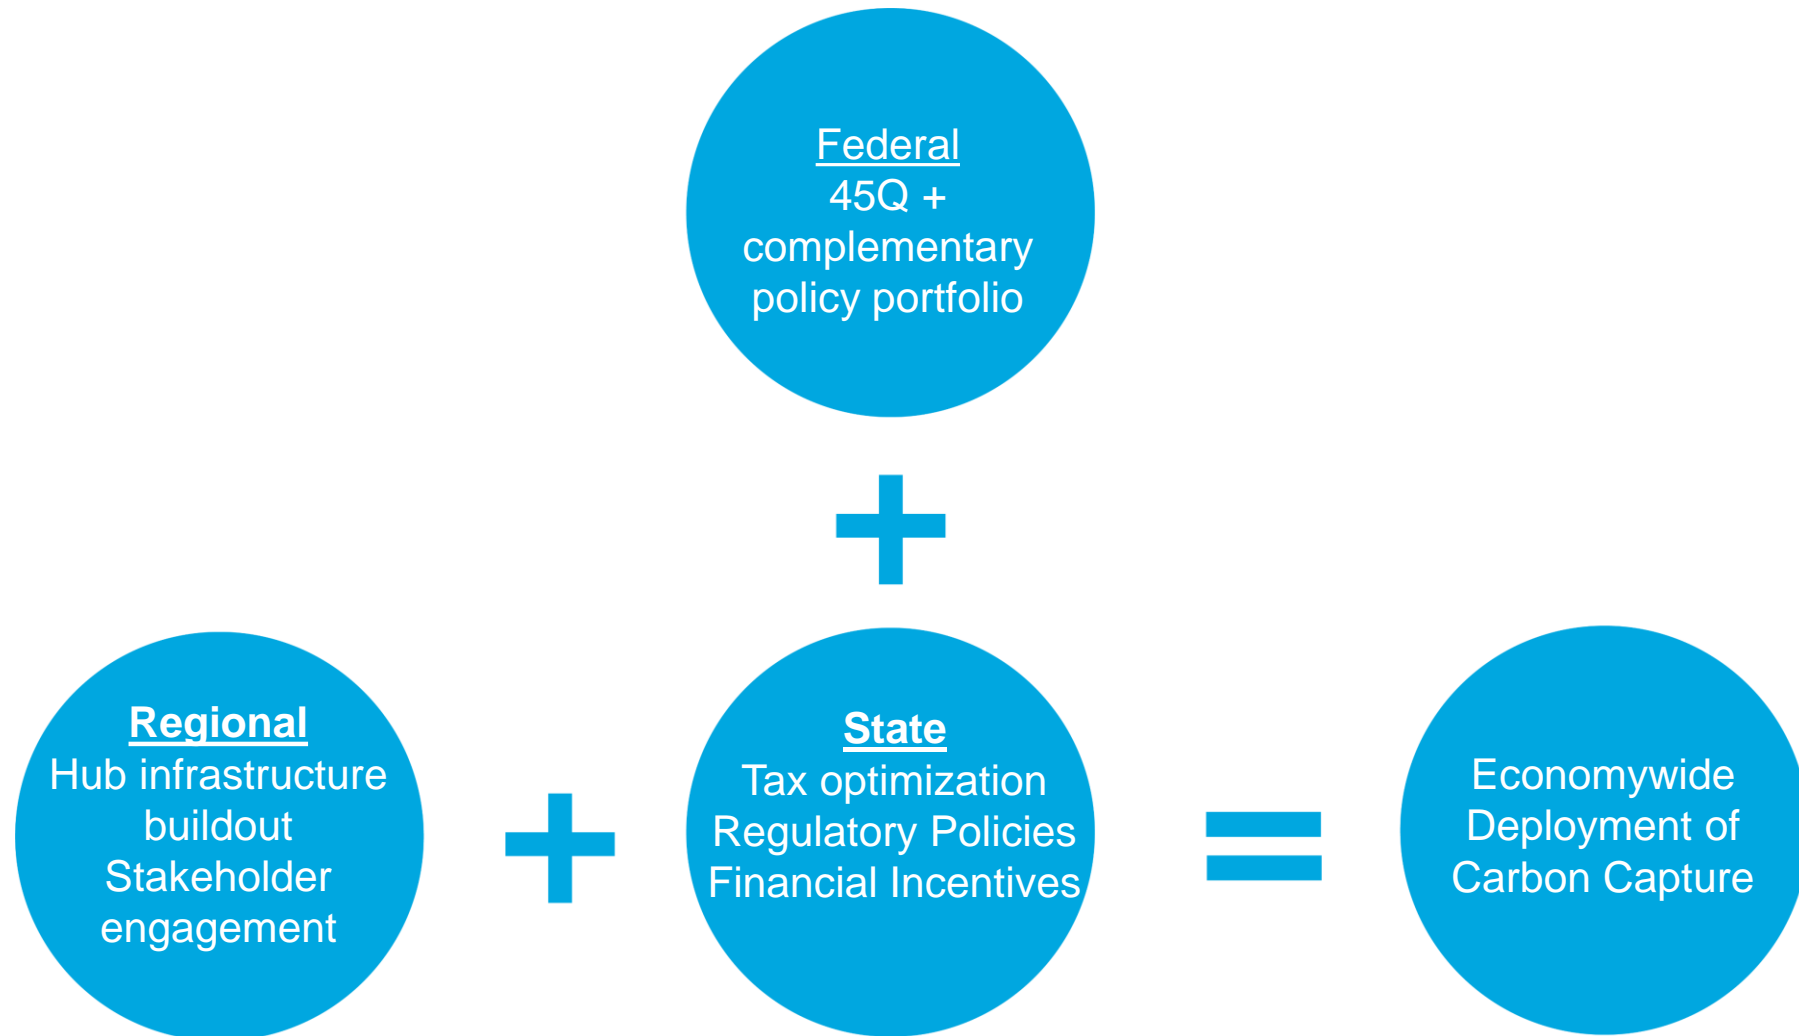 Federal
45Q +
complementary
policy portfolio
+
Regional
Hub infrastructure
buildout
Stakeholder
engagement
+
State
Tax optimization
Regulatory Policies
Financial Incentives
=
Economywide
Deployment of
Carbon Capture